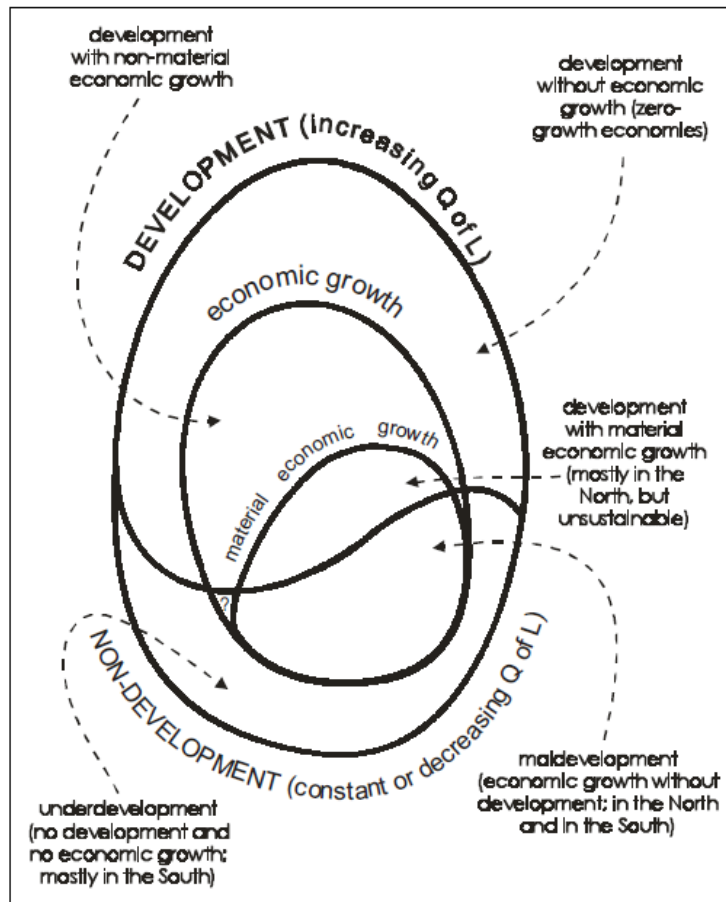 development
with non-material
economic growth
development
without economic
growth (zero-
growth economies)
DEVELOPMENT (increasing Q of L)
economic growth
material economic growth
development
with material
economic growth
(mostly in the
North, but
unsustainable)
?
NON-DEVELOPMENT (constant or decreasing Q of L)
underdevelopment
(no development and
no economic growth;
mostly in the South)
maldevelopment
(economic growth without
development; in the North
and in the South)